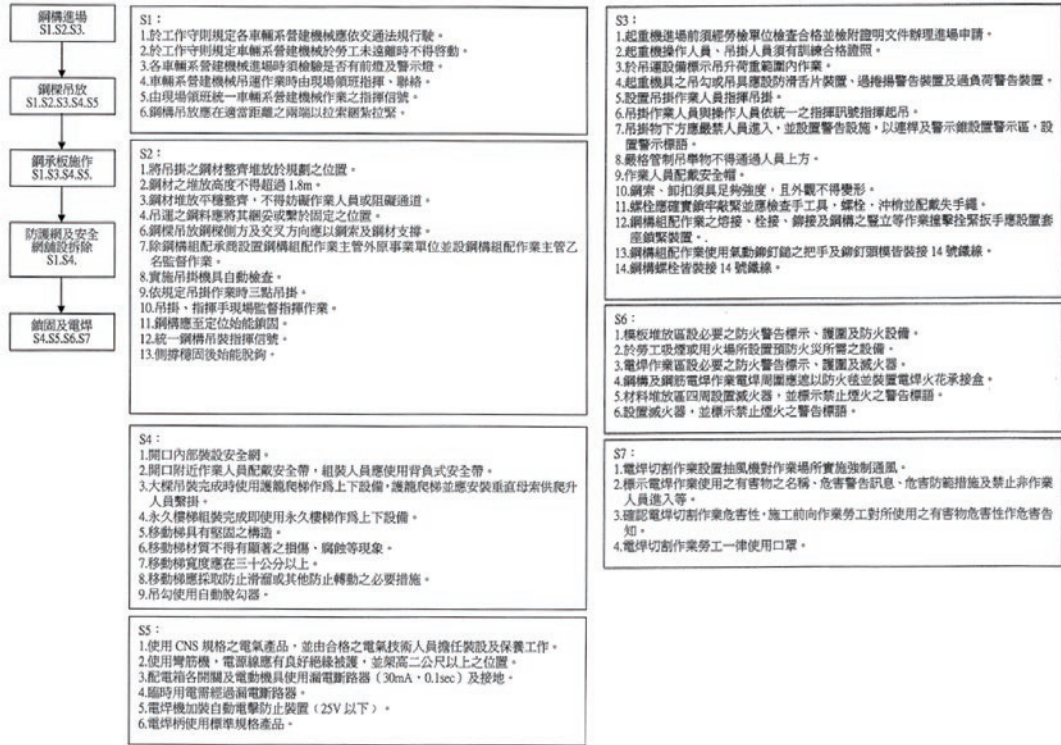 鋼構進場
S1.S2.S3.
鋼樑吊放
S1.S2.S3.S4.S5
鋼承板施作
S1.S3.S4.S5.
防護網及安全
網舖設拆除
S1.S4.
鎖固及電焊
S4.S5.S6.S7
S1：
1.於工作守則規定各車輛系營建機械應依交通法規行駛。
2.於工作守則規定車輛系營建機械於勞工未遠離時不得啓動。
3.各車輛系營建機械進場時須檢驗是否有前燈及警示燈。
4.車輛系營建機械吊運作業時由現場領班指揮、聯絡。
5.由現場領班統一車輛系營建機械作業之指揮信號。
6.鋼構吊放應在適當距離之兩端以拉索綑紮拉緊。
S2：
1.將吊掛之鋼材整齊堆放於規劃之位置。
2.鋼材之堆放高度不得超過 1.8m。
3.鋼材堆放平穩整齊，不得妨礙作業人員或阻礙通道。
4.吊運之鋼料應將其綑妥或繫於固定之位置。
6.鋼樑吊放鋼樑側方及交叉方向應以鋼索及鋼材支撐。
7.除鋼構組配承商設置鋼構組配作業主管外原事業單位並設鋼構組配作業主管乙
名監督作業。
8.實施吊掛機具自動檢查。
9.依規定吊掛作業時三點吊掛。
10.吊掛、指揮手現場監督指揮作業。
11.鋼構應至定位始能鎖固。
12.統一鋼構吊裝指揮信號。
13.側撐穩固後始能脫鉤。
S4：
1.開口內部裝設安全網。
2.開口附近作業人員配戴安全帶，組裝人員應使用背負式安全帶。
3.大樑吊裝完成時使用護籠爬梯作為上下設備，護籠爬梯並應安裝垂直母索供爬升
人員繫掛。
4.永久樓梯組裝完成即使用永久樓梯作為上下設備。
5.移動梯具有堅固之構造。
6.移動梯材質不得有顯著之損傷、腐蝕等現象。
7.移動梯寬度應在三十公分以上。
8.移動梯應採取防止滑溜或其他防止轉動之必要措施。
9.吊勾使用自動脫勾器。
S5：
1.使用 CNS 規格之電氣產品，並由合格之電氣技術人員擔任裝設及保養工作。
2.使用彎筋機，電源線應有良好絕緣被護，並架高二公尺以上之位置。
3.配電箱各開關及電動機具使用漏電斷路器（30mA，0.1sec）及接地。
4.臨時用電需經過漏電斷路器。
5.電焊機加裝自動電擊防止裝置（25V 以下）。
6.電焊柄使用標準規格產品。
S3：
1.起重機進場前須經勞檢單位檢查合格並檢附證明文件辦理進場申請。
2.起重機操作人員、吊掛人員須有訓練合格證照。
3.於吊運設備標示吊升荷重範圍內作業。
4.起重機具之吊勾或吊具應設防滑舌片裝置、過捲揚警告裝置及過負荷警告裝置。
5.設置吊掛作業人員指揮吊掛。
6.吊掛作業人員與操作人員依統一之指揮訊號指揮起吊。
7.吊掛物下方應嚴禁人員進入，並設置警告設施，以連桿及警示錐設置警示區，設
置警示標語。
8.嚴格管制吊舉物不得通過人員上方。
9.作業人員配戴安全帽。
10.鋼索、卸扣須具足夠強度，且外觀不得變形。
11.螺栓應確實鎖牢敲緊並應檢查手工具，螺栓，沖梢並配戴失手繩。
12.鋼構組配作業之熔接、栓接、鉚接及鋼構之豎立等作業撞擊拴緊扳手應設置套
座鎖緊裝置、.
13.鋼構組配作業使用氣動鉚釘鎚之把手及鉚釘頭模皆裝接 14 號鐵線。
14.鋼構螺栓皆裝接 14 號鐵線。
S6：
1.模板堆放區設必要之防火警告標示、護圍及防火設備。
2.於勞工吸煙或用火場所設置預防火災所需之設備。
3.電焊作業區設必要之防火警告標示、護圍及滅火器。
4.鋼構及鋼筋電焊作業電焊周圍應遮以防火毯並裝置電焊火花承接盒。
5.材料堆放區四周設置滅火器，並標示禁止煙火之警告標語。
6.設置滅火器，並標示禁止煙火之警告標語。
S7：
1.電焊切割作業設置抽風機對作業場所實施強制通風。
2.標示電焊作業使用之有害物之名稱、危害警告訊息、危害防範措施及禁止非作業
人員進入等。
3.確認電焊切割作業危害性，施工前向作業勞工對所使用之有害物危害性作危害告
知。
4.電焊切割作業勞工一律使用口罩。